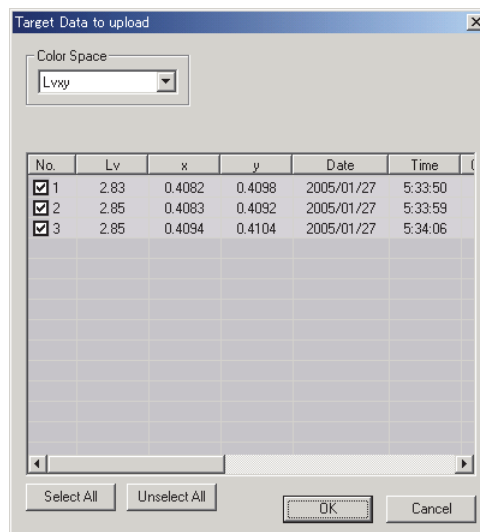 Target Data to upload
Color Space
Lvxy
No. Lv x y Date Time
1 2.83 0.4082 0.4098 2005/01/27 5:33:50
2 2.85 0.4083 0.4092 2005/01/27 5:33:59
3 2.85 0.4094 0.4104 2005/01/27 5:34:06
Select All Unselect All OK Cancel